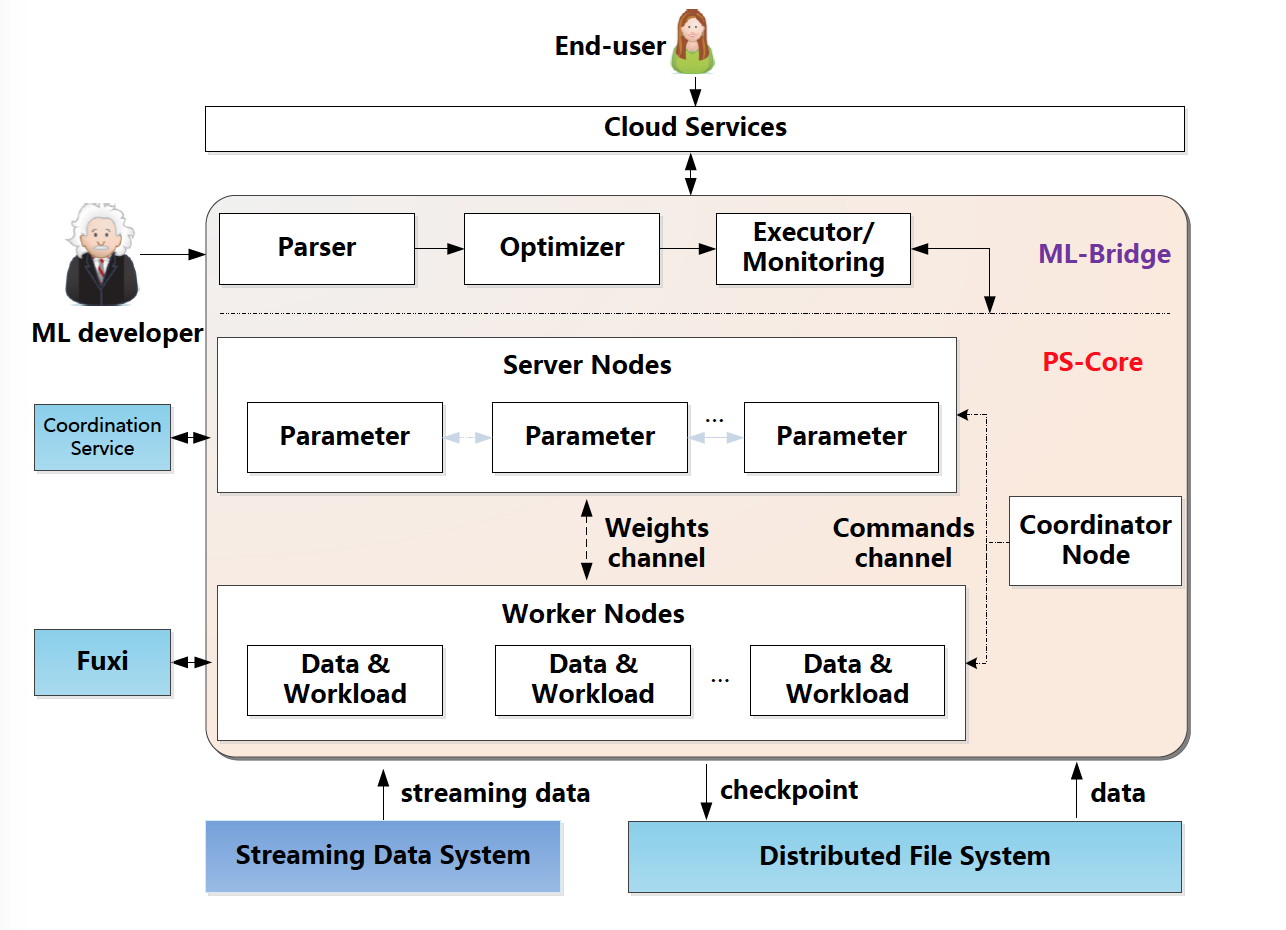 End-user
Cloud Services
Parser
Optimizer
Executor/
Monitoring
ML-Bridge
ML developer
Server Nodes
PS-Core
Coordination
Service
Parameter
Parameter
...
Parameter
Weights
channel
Commands
channel
Coordinator
Node
Worker Nodes
Fuxi
Data &
Workload
Data &
Workload
...
Data &
Workload
streaming data
checkpoint
data
Streaming Data System
Distributed File System